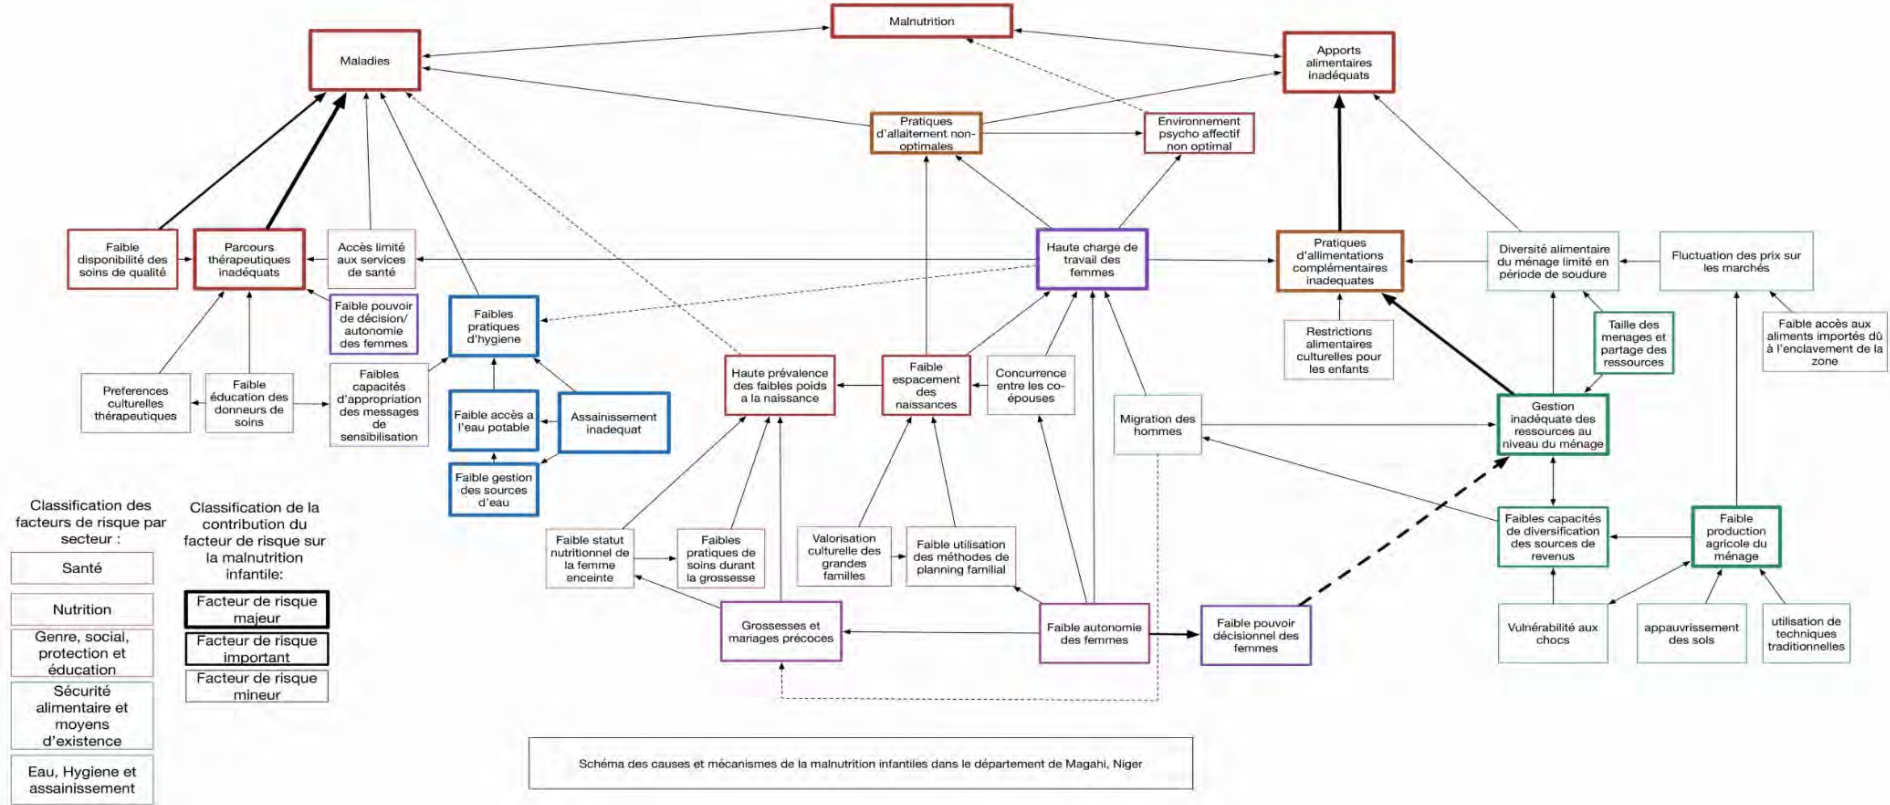 Malnutrition
Maladies
Apports
alimentaires
inadéquats
Pratiques
d'allaitement non-
optimales
Environnement
psycho affectif
non optimal
Faible
disponibilité des
soins de qualité
Parcours
thérapeutiques
inadéquats
Accès limité
aux services
de santé
Haute charge de
travail des
femmes
Pratiques
d'allimentations
complémentaires
inadequates
Diversité alimentaire
du ménage limité en
période de soudure
Fluctuation des prix sur
les marchés
Faible pouvoir
de décision/
autonomie
des femmes
Faibles
pratiques
d'hygiene
Restrictions
alimentaires
culturelles pour
les enfants
Taille des
menages et
partage des
ressources
Faible accès aux
aliments importés dû
à l'enclavement de la
zone
Preferences
culturelles
thérapeutiques
Faible
éducation des
donneurs de
soins
Faibles
capacités
d'appropriation
des messages
de
sensibilisation
Haute prévalence
des faibles poids
a la naissance
Faible
espacement
des
naissances
Concurrence
entre les co-
épouses
Faible accès a
l'eau potable
Assainissement
inadequat
Migration des
hommes
Gestion
inadéquate des
ressources au
niveau du ménage
Faible gestion
des sources
d'eau
Faible statut
nutritionnel de
la femme
enceinte
Faibles
pratiques de
soins durant
la grossesse
Valorisation
culturelle des
grandes
familles
Faible utilisation
des méthodes de
planning familial
Faibles capacités
de diversification
des sources de
revenus
Faible
production
agricole du
ménage
Grossesses et
mariages précoces
Faible autonomie
des femmes
Faible pouvoir
décisionnel des
femmes
Vulnérabilité aux
chocs
appauvrissement
des sols
utilisation de
techniques
traditionnelles
Classification des
facteurs de risque par
secteur :
Santé
Nutrition
Genre, social,
protection et
éducation
Sécurité
alimentaire et
moyens
d'existence
Eau, Hygiene et
assainissement
Classification de la
contribution du
facteur de risque sur
la malnutrition
infantile:
Facteur de risque
majeur
Facteur de risque
important
Facteur de risque
mineur
Schéma des causes et mécanismes de la malnutrition infantiles dans le département de Magahi, Niger